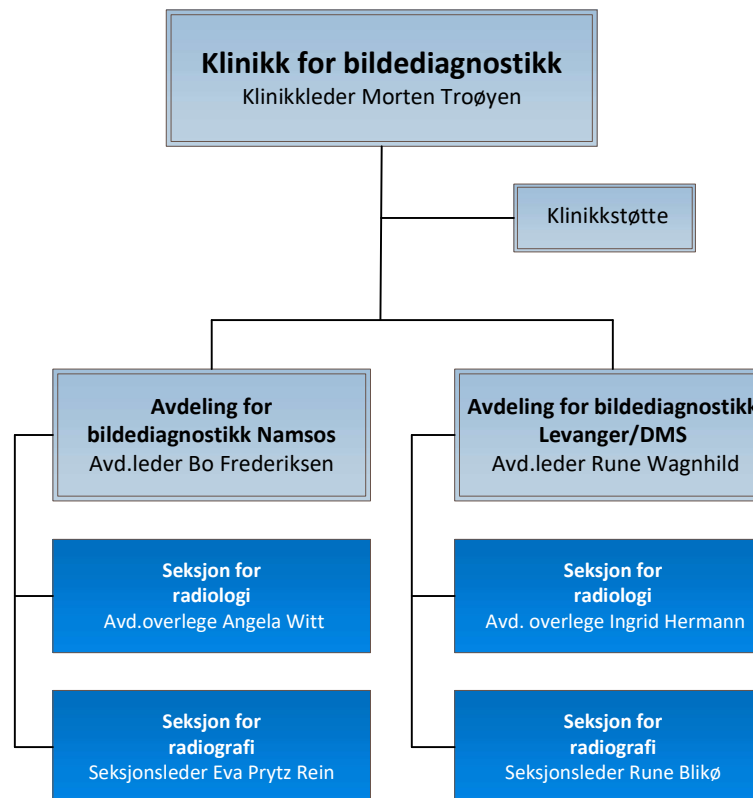 Klinikk for bildediagnostikk
Klinikkleder Morten Troøyen
Klinikkstøtte
Avdeling for
bildediagnostikk Namsos
Avd.leder Bo Frederiksen
Seksjon for
radiologi
Avd.overlege Angela Witt
Seksjon for
radiografi
Seksjonsleder Eva Prytz Rein
Avdeling for bildediagnostikk
Levanger/DMS
Avd.leder Rune Wagnhild
Seksjon for
radiologi
Avd. overlege Ingrid Hermann
Seksjon for
radiografi
Seksjonsleder Rune Blikø